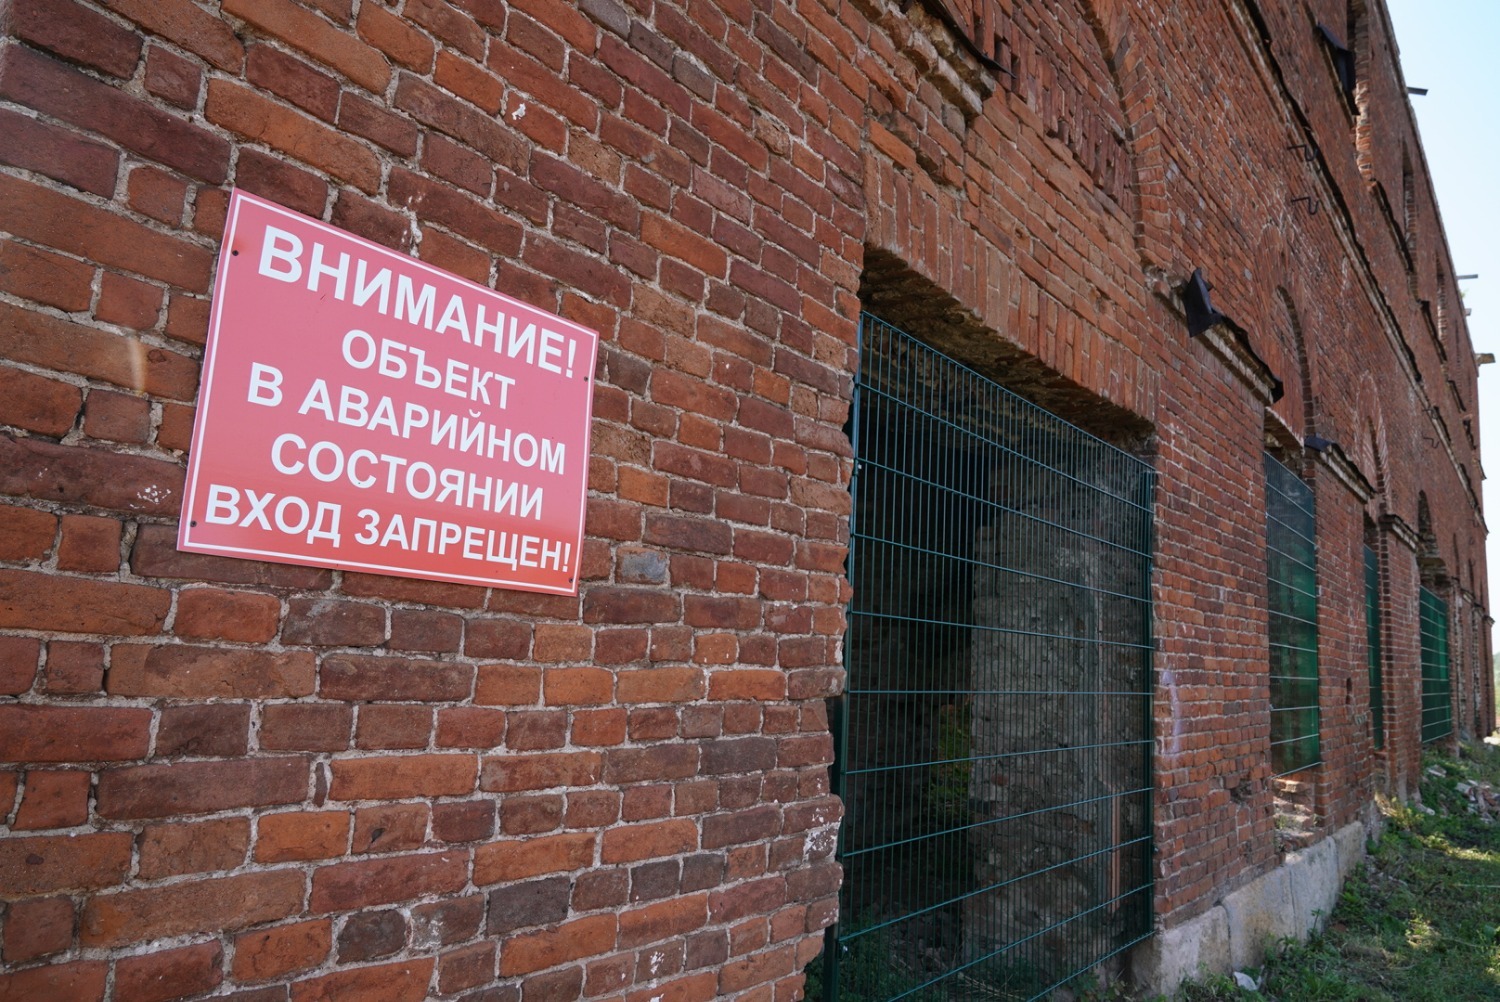 ВНИМАНИЕ!
ОБЪЕКТ
В АВАРИЙНОМ
СОСТОЯНИИ
ВХОД ЗАПРЕЩЕН!